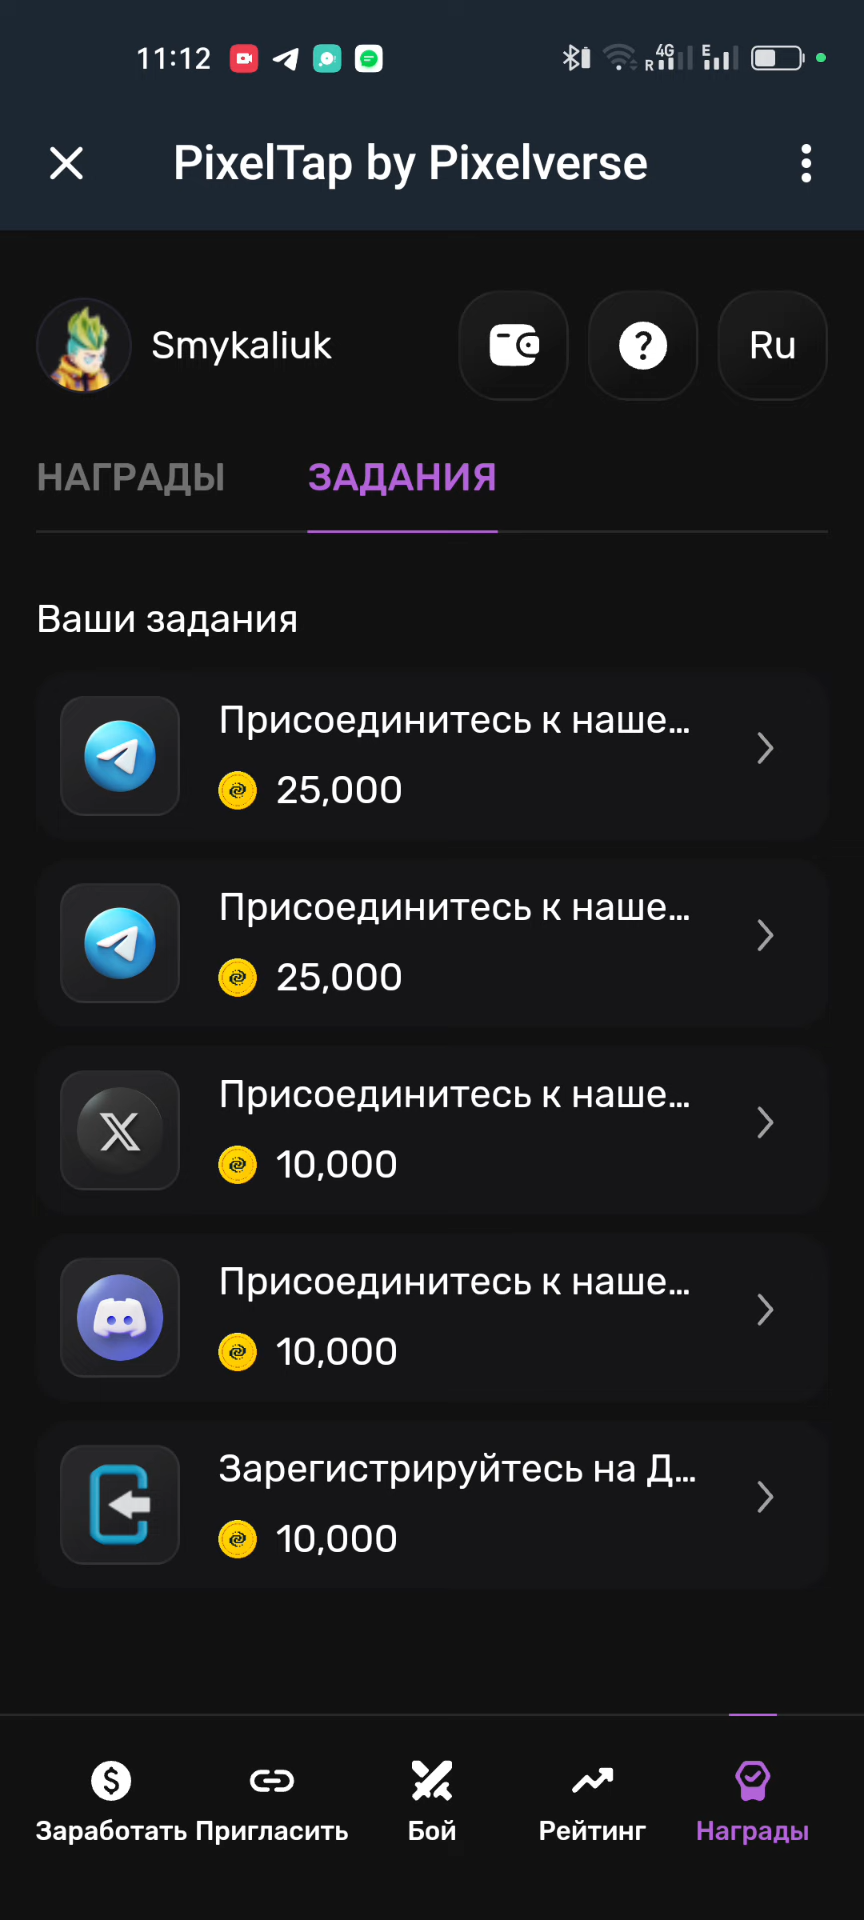 11:12
R 4G E
PixelTap by Pixelverse
Smykaliuk
? Ru
НАГРАДЫ ЗАДАНИЯ
Ваши задания
Присоединитесь к наше...
25,000
Присоединитесь к наше...
25,000
Присоединитесь к наше...
10,000
Присоединитесь к наше...
10,000
Зарегистрируйтесь на Д...
10,000
Заработать Пригласить Бой Рейтинг Награды